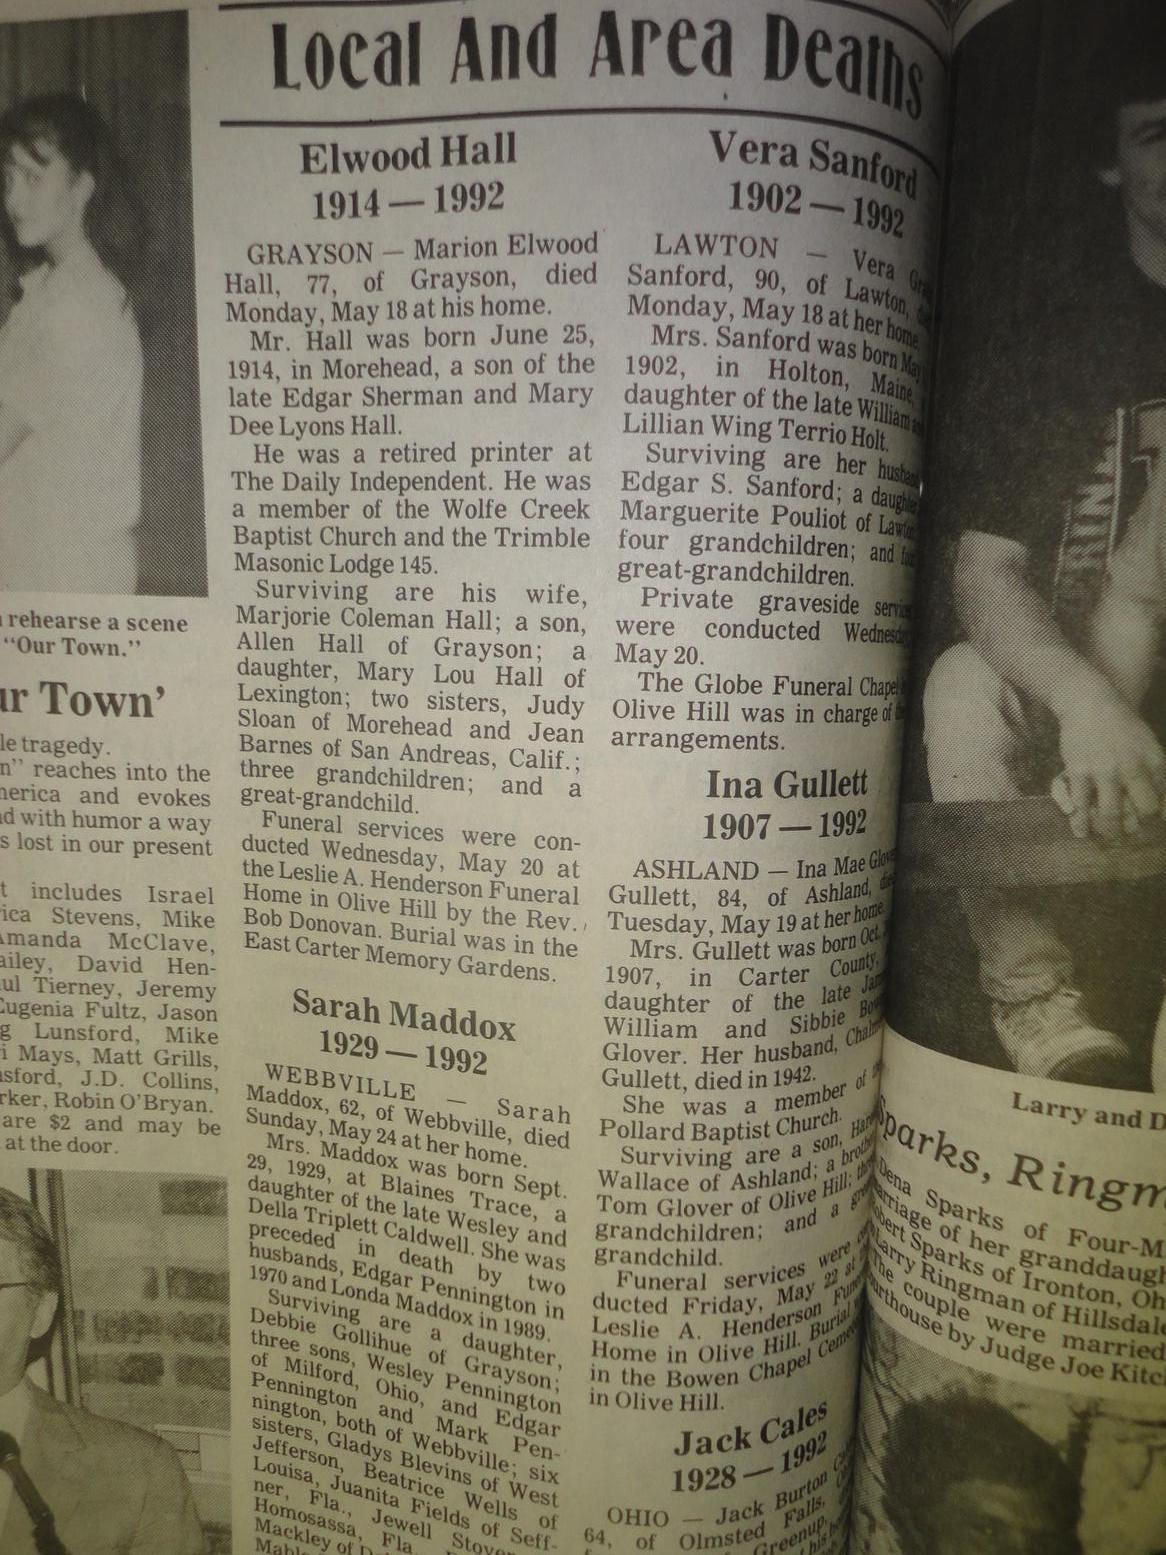 Local And Area Deaths
Elwood Hall
1914 — 1992
GRAYSON — Marion Elwood
Hall, 77, of Grayson, died
Monday, May 18 at his home.
Mr. Hall was born June 25,
1914, in Morehead, a son of the
late Edgar Sherman and Mary
Dee Lyons Hall.
He was a retired printer at
The Daily Independent. He was
a member of the Wolfe Creek
Baptist Church and the Trimble
Masonic Lodge 145.
Surviving are his wife,
Marjorie Coleman Hall; a son,
Allen Hall of Grayson; a
daughter, Mary Lou Hall of
Lexington; two sisters, Judy
Sloan of Morehead and Jean
Barnes of San Andreas, Calif.;
three grandchildren; and a
great-grandchild.
Funeral services were con-
ducted Wednesday, May 20 at
the Leslie A. Henderson Funeral
Home in Olive Hill by the Rev.
Bob Donovan. Burial was in the
East Carter Memory Gardens.
Sarah Maddox
1929 — 1992
WEBBVILLE — Sarah
Maddox, 62, of Webbville, died
Sunday, May 24 at her home.
Mrs. Maddox was born Sept.
29, 1929, at Blaines Trace, a
daughter of the late Wesley and
Della Triplett Caldwell. She was
preceded in death by two
husbands, Edgar Pennington in
1970 and Londa Maddox in 1989.
Surviving are a daughter,
Debbie Gollihue of Grayson;
three sons, Wesley Pennington
of Milford, Ohio, and Edgar
Pennington and Mark Pen-
nington, both of Webbville; six
sisters, Gladys Blevins of West
Jefferson, Beatrice Wells of
Louisa, Juanita Fields of Seff-
ner, Fla., Jewell
Homosassa, Fla.
Mackley of
Vera Sanford
1902 — 1992
LAWTON — Vera
Sanford, 90, of Lawton,
Monday, May 18 at her home.
Mrs. Sanford was born May
1902, in Holton, Maine,
daughter of the late William
Lillian Wing Terrio Holt.
Surviving are her
Edgar S. Sanford; a
Marguerite Pouliot of
four grandchildren; and
great-grandchildren.
Private graveside
were conducted
May 20.
The Globe Funeral Chapel
Olive Hill was in charge of
arrangements.
Ina Gullett
1907 — 1992
ASHLAND — Ina Mae
Gullett, 84, of Ashland,
Tuesday, May 19 at her home.
Mrs. Gullett was born Oct.
1907, in Carter County,
daughter of the late
William and Sibbie
Glover. Her husband,
Gullett, died in 1942.
She was a member of
Pollard Baptist Church.
Surviving are a son,
Wallace of Ashland; a
Tom Glover of Olive Hill;
grandchildren; and a
grandchild.
Funeral services were
ducted Friday, May 22 at
Leslie A. Henderson
Home in Olive Hill. Burial
in the Bowen Chapel
in Olive Hill.
Jack Cales
1928 — 1992
OHIO — Jack Burton
64, of Olmsted Falls,
Greenup,
rehearse a scene
"Our Town."
Town'
tragedy.
reaches into the
and evokes
with humor a way
lost in our present
includes Israel
Stevens, Mike
McClave,
David Hen-
Tierney, Jeremy
Fultz, Jason
Lunsford, Mike
Mays, Matt Grills,
J.D. Collins,
Robin O'Bryan.
are $2 and may be
at the door.
Larry and
Sparks,
Dena Sparks of
of her
Sparks of Ironton,
Larry Ringman of
The couple were married
by Judge Joe